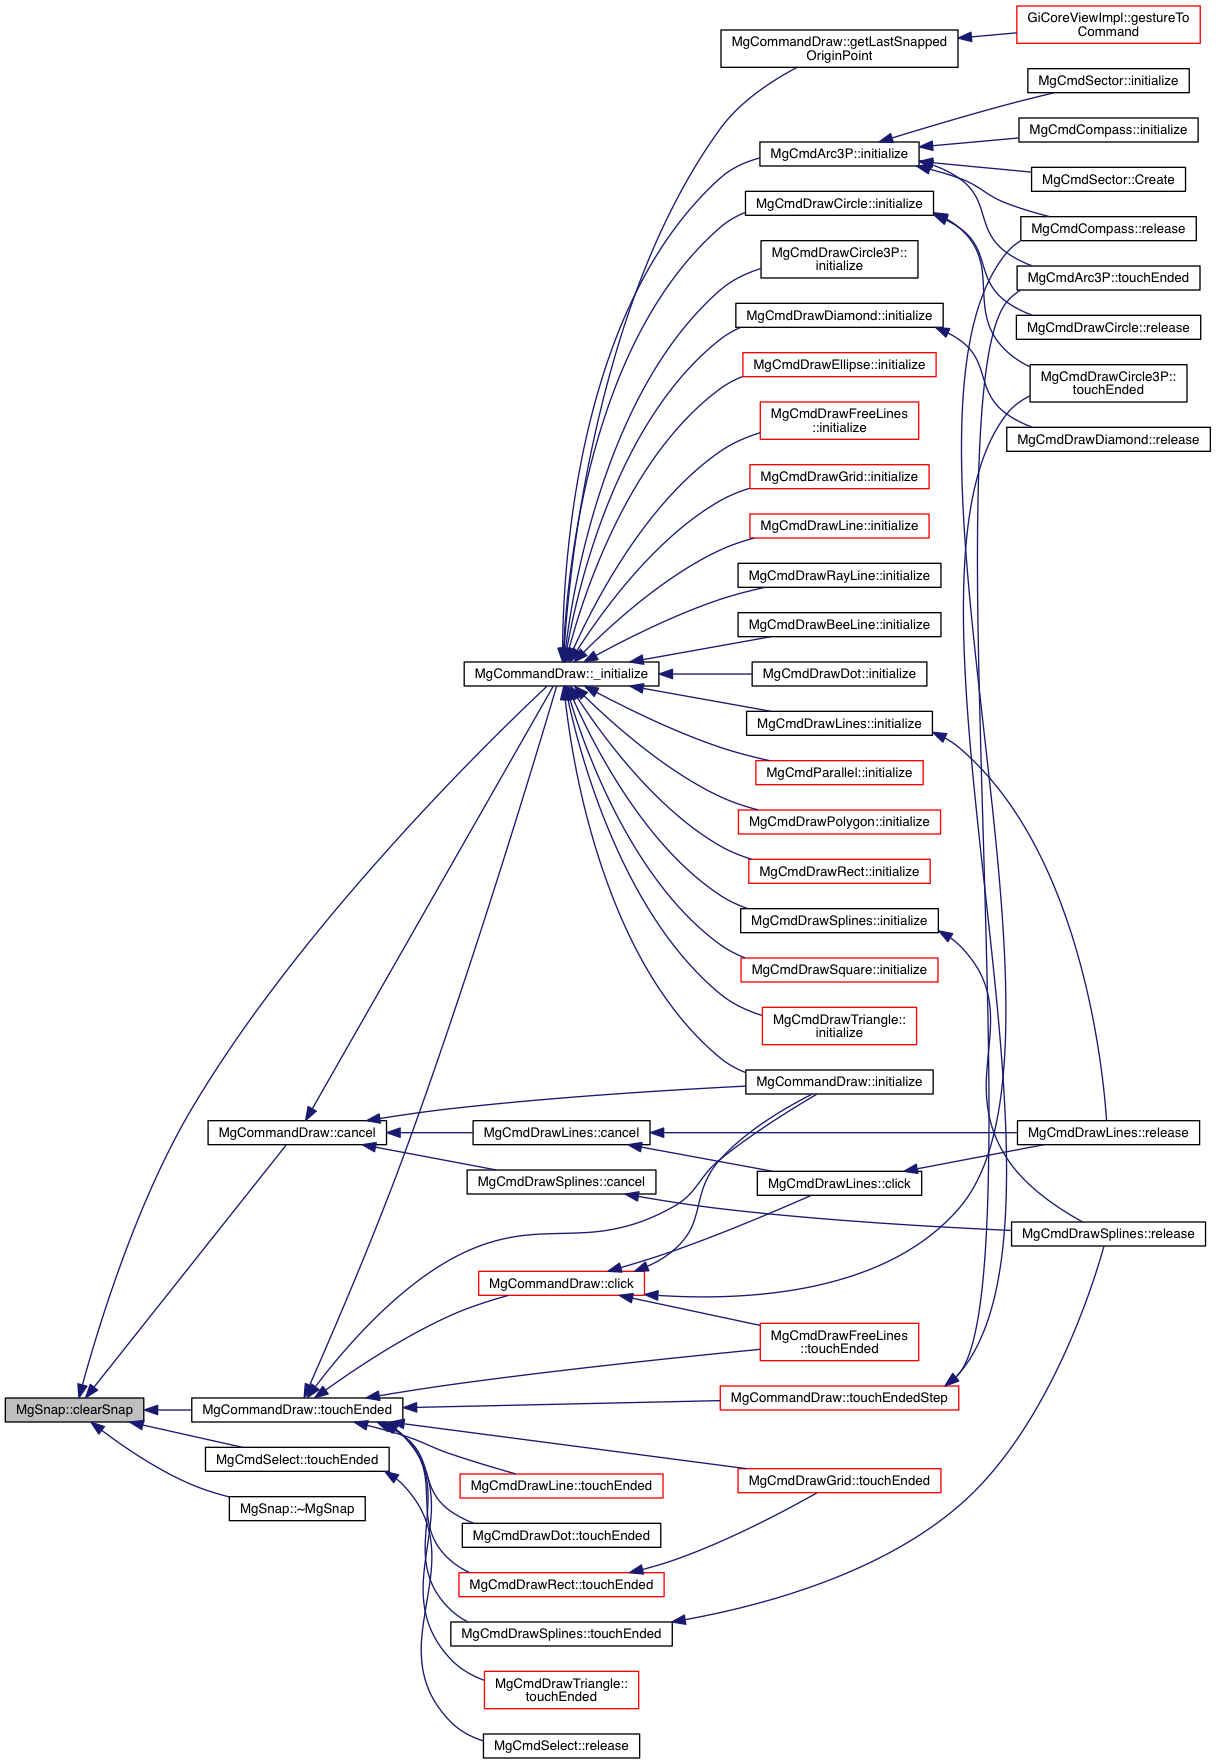 GiCoreViewImpl::gestureTo
Command
MgCommandDraw::getLastSnapped
OriginPoint
MgCmdSector::initialize
MgCmdCompass::initialize
MgCmdArc3P::initialize
MgCmdSector::Create
MgCmdDrawCircle::initialize
MgCmdCompass::release
MgCmdDrawCircle3P::
initialize
MgCmdArc3P::touchEnded
MgCmdDrawDiamond::initialize
MgCmdDrawCircle::release
MgCmdDrawEllipse::initialize
MgCmdDrawCircle3P::
touchEnded
MgCmdDrawFreeLines
::initialize
MgCmdDrawDiamond::release
MgCmdDrawGrid::initialize
MgCmdDrawLine::initialize
MgCmdDrawRayLine::initialize
MgCmdDrawBeeLine::initialize
MgCommandDraw::_initialize
MgCmdDrawDot::initialize
MgCmdDrawLines::initialize
MgCmdParallel::initialize
MgCmdDrawPolygon::initialize
MgCmdDrawRect::initialize
MgCmdDrawSplines::initialize
MgCmdDrawSquare::initialize
MgCmdDrawTriangle::
initialize
MgCommandDraw::initialize
MgCommandDraw::cancel
MgCmdDrawLines::cancel
MgCmdDrawLines::release
MgCmdDrawSplines::cancel
MgCmdDrawLines::click
MgCmdDrawSplines::release
MgCommandDraw::click
MgCmdDrawFreeLines
::touchEnded
MgSnap::clearSnap
MgCommandDraw::touchEnded
MgCommandDraw::touchEndedStep
MgCmdSelect::touchEnded
MgCmdDrawLine::touchEnded
MgCmdDrawGrid::touchEnded
MgSnap::~MgSnap
MgCmdDrawDot::touchEnded
MgCmdDrawRect::touchEnded
MgCmdDrawSplines::touchEnded
MgCmdDrawTriangle::
touchEnded
MgCmdSelect::release